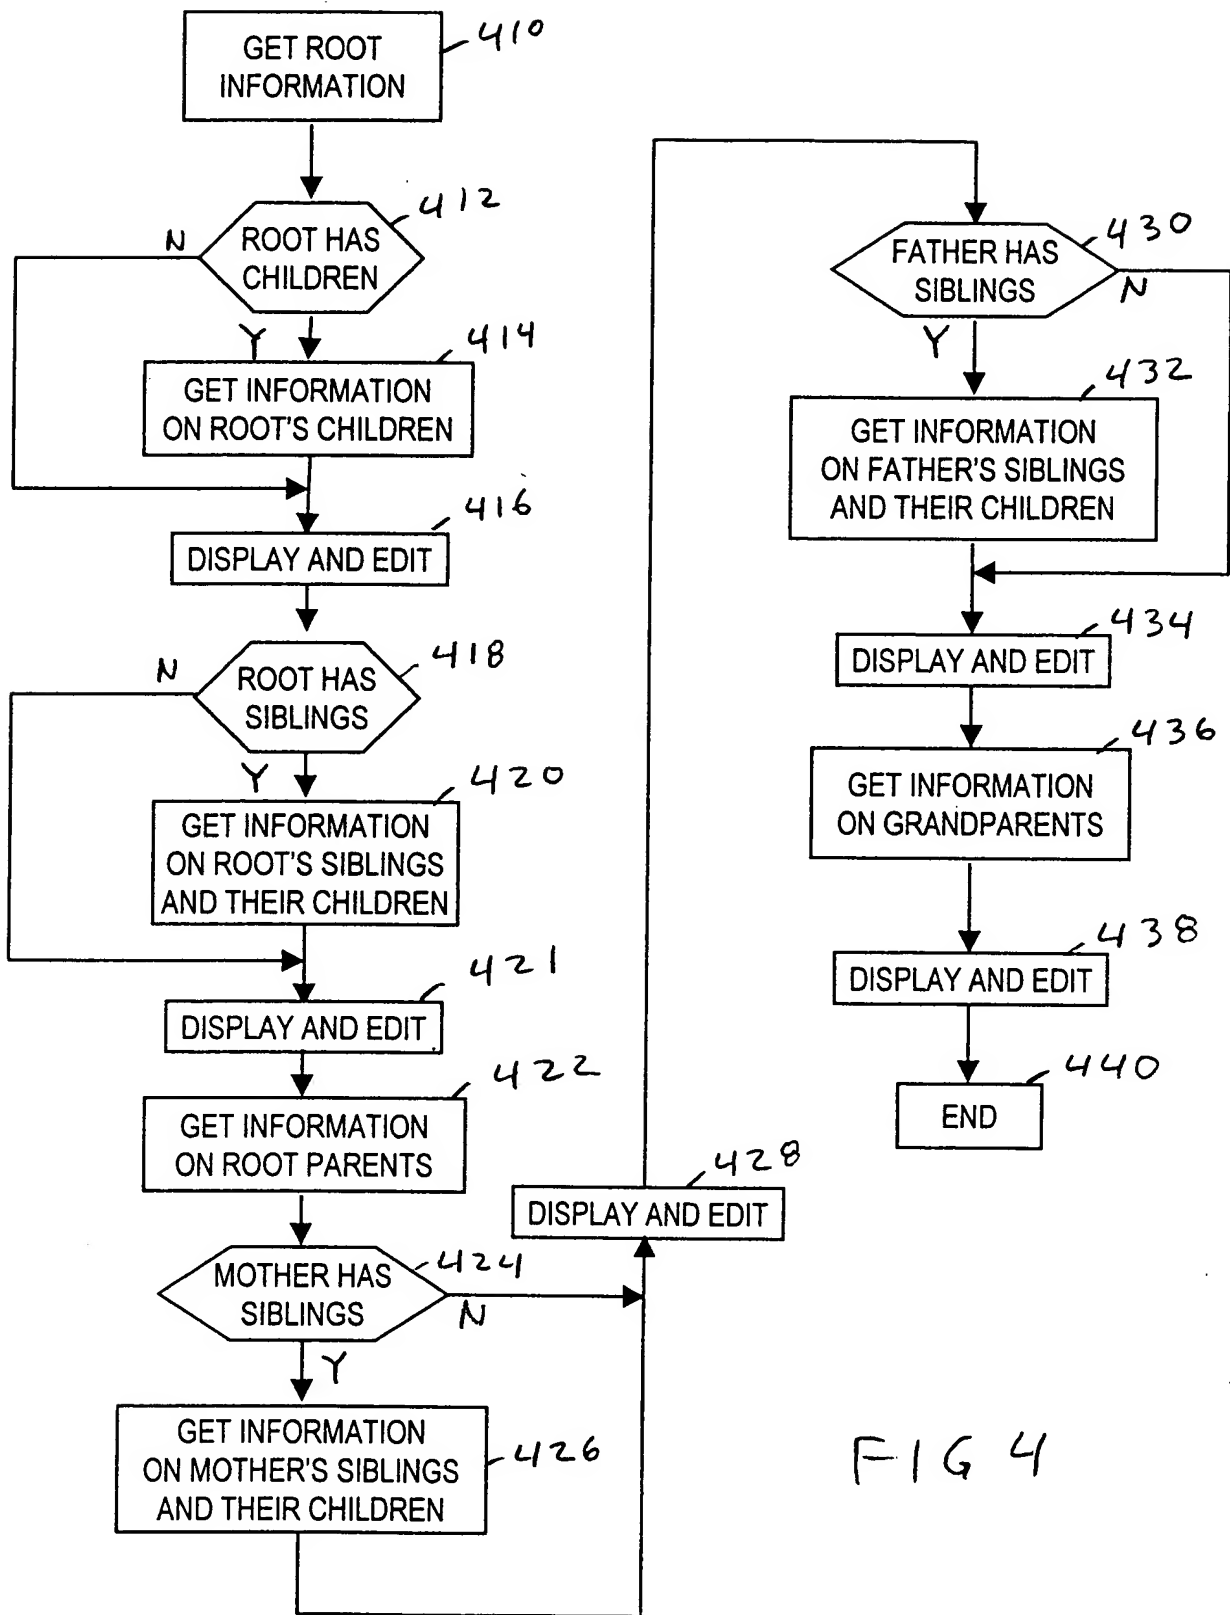 GET ROOT
INFORMATION
410
ROOT HAS
CHILDREN
412
N
Y
GET INFORMATION
ON ROOT'S CHILDREN
414
DISPLAY AND EDIT
416
ROOT HAS
SIBLINGS
418
N
Y
GET INFORMATION
ON ROOT'S SIBLINGS
AND THEIR CHILDREN
420
DISPLAY AND EDIT
421
GET INFORMATION
ON ROOT PARENTS
422
MOTHER HAS
SIBLINGS
424
N
Y
GET INFORMATION
ON MOTHER'S SIBLINGS
AND THEIR CHILDREN
426
DISPLAY AND EDIT
428
FATHER HAS
SIBLINGS
430
N
Y
GET INFORMATION
ON FATHER'S SIBLINGS
AND THEIR CHILDREN
432
DISPLAY AND EDIT
434
GET INFORMATION
ON GRANDPARENTS
436
DISPLAY AND EDIT
438
END
440
FIG 4